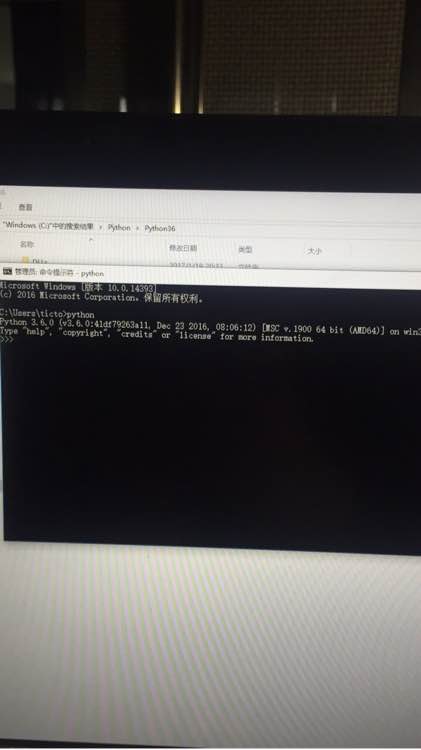 查看
"Windows (C:)"中的搜索结果 › Python › Python36
名称 修改日期 类型 大小
DLLs 2017/1/19 20:33
管理员: 命令提示符 - python
Microsoft Windows [版本 10.0.14393]
(c) 2016 Microsoft Corporation。保留所有权利。
C:\Users\ticto>python
Python 3.6.0 (v3.6.0:41df79263a11, Dec 23 2016, 08:06:12) [MSC v.1900 64 bit (AMD64)] on win3
Type "help", "copyright", "credits" or "license" for more information.
>>>